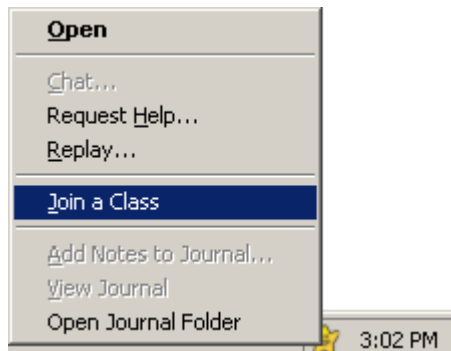 Open
Chat...
Request Help...
Replay...
Join a Class
Add Notes to Journal...
View Journal
Open Journal Folder
3:02 PM